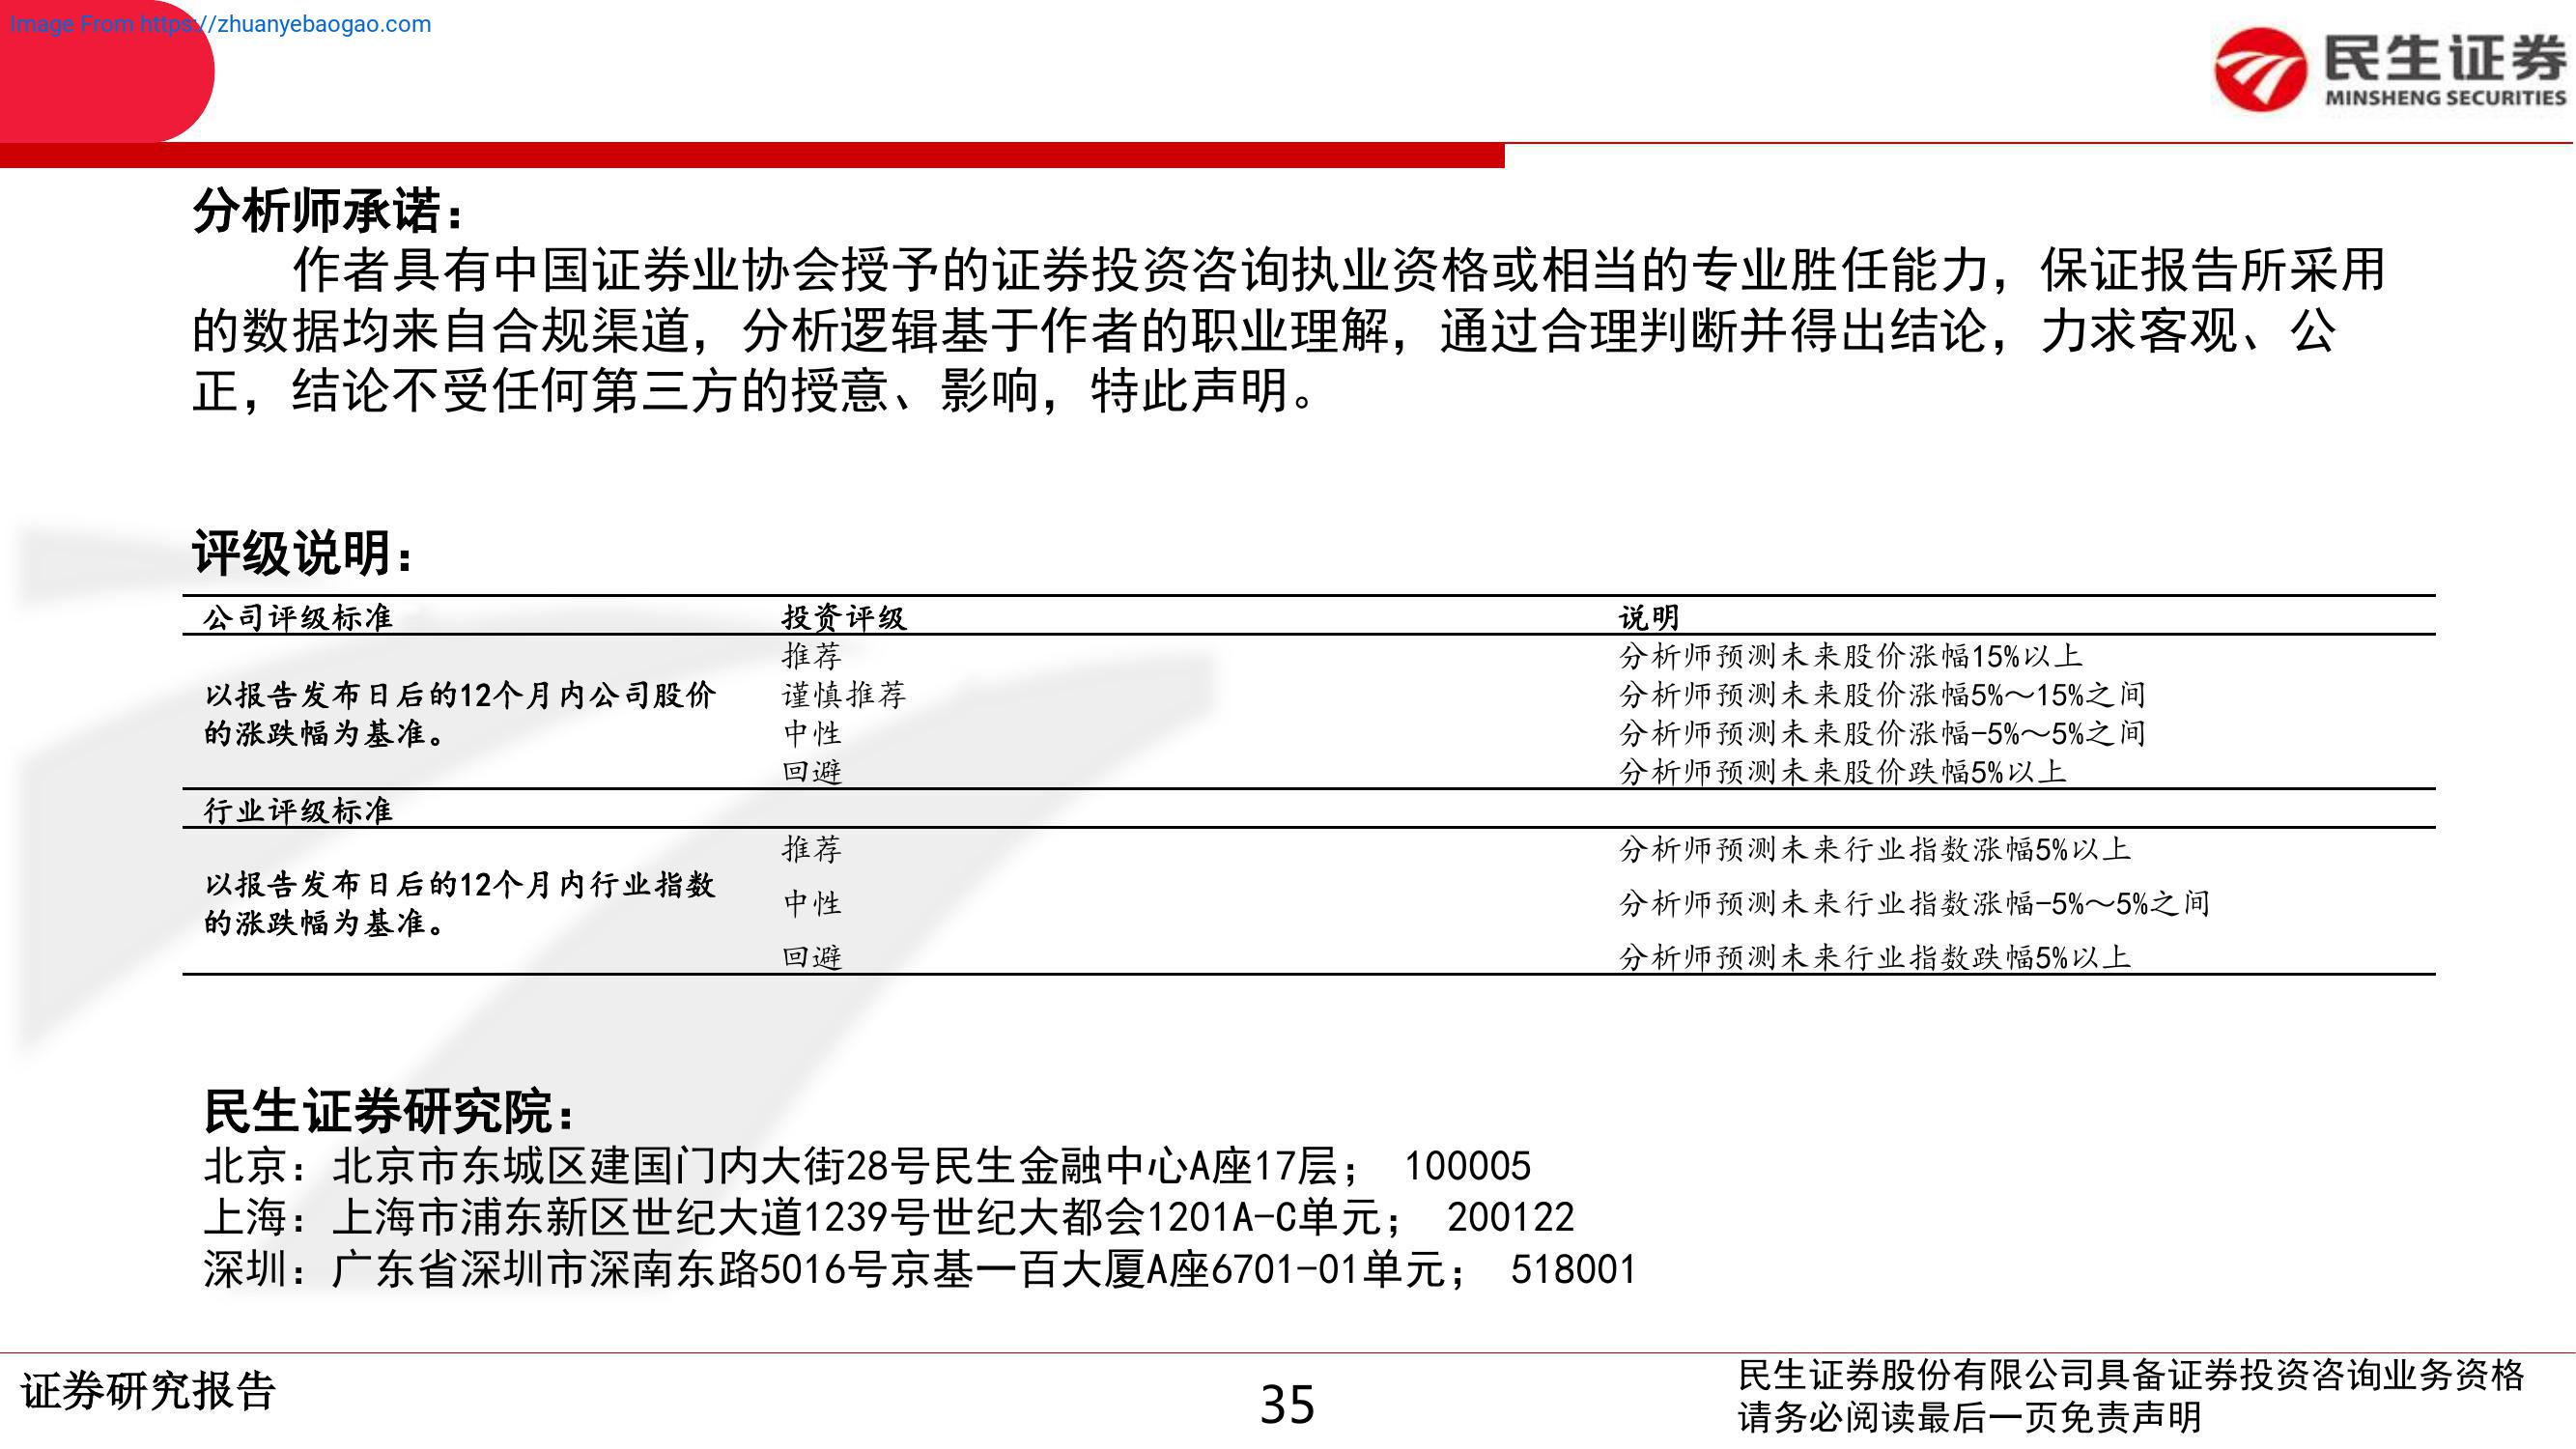 Image From https://zhuanyebaogao.com
民生证券
MINSHENG SECURITIES
分析师承诺：
作者具有中国证券业协会授予的证券投资咨询执业资格或相当的专业胜任能力，保证报告所采用
的数据均来自合规渠道，分析逻辑基于作者的职业理解，通过合理判断并得出结论，力求客观、公
正，结论不受任何第三方的授意、影响，特此声明。
评级说明：
公司评级标准 投资评级 说明
以报告发布日后的12个月内公司股价
的涨跌幅为基准。
推荐 分析师预测未来股价涨幅15%以上
谨慎推荐 分析师预测未来股价涨幅5%～15%之间
中性 分析师预测未来股价涨幅-5%～5%之间
回避 分析师预测未来股价跌幅5%以上
行业评级标准
以报告发布日后的12个月内行业指数
的涨跌幅为基准。
推荐 分析师预测未来行业指数涨幅5%以上
中性 分析师预测未来行业指数涨幅-5%～5%之间
回避 分析师预测未来行业指数跌幅5%以上
民生证券研究院：
北京：北京市东城区建国门内大街28号民生金融中心A座17层； 100005
上海：上海市浦东新区世纪大道1239号世纪大都会1201A-C单元； 200122
深圳：广东省深圳市深南东路5016号京基一百大厦A座6701-01单元； 518001
证券研究报告
35
民生证券股份有限公司具备证券投资咨询业务资格
请务必阅读最后一页免责声明